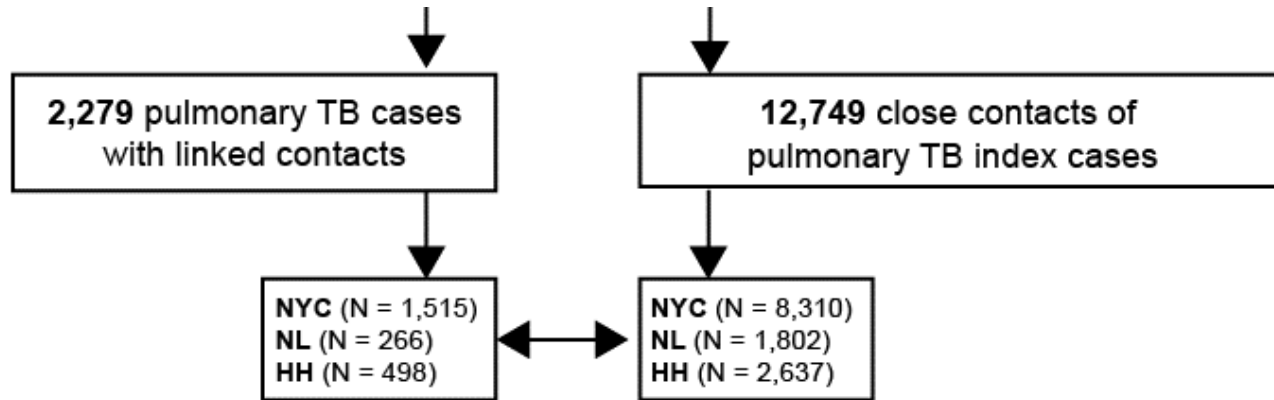 2,279 pulmonary TB cases
with linked contacts
12,749 close contacts of
pulmonary TB index cases
NYC (N = 1,515)
NL (N = 266)
HH (N = 498)
NYC (N = 8,310)
NL (N = 1,802)
HH (N = 2,637)